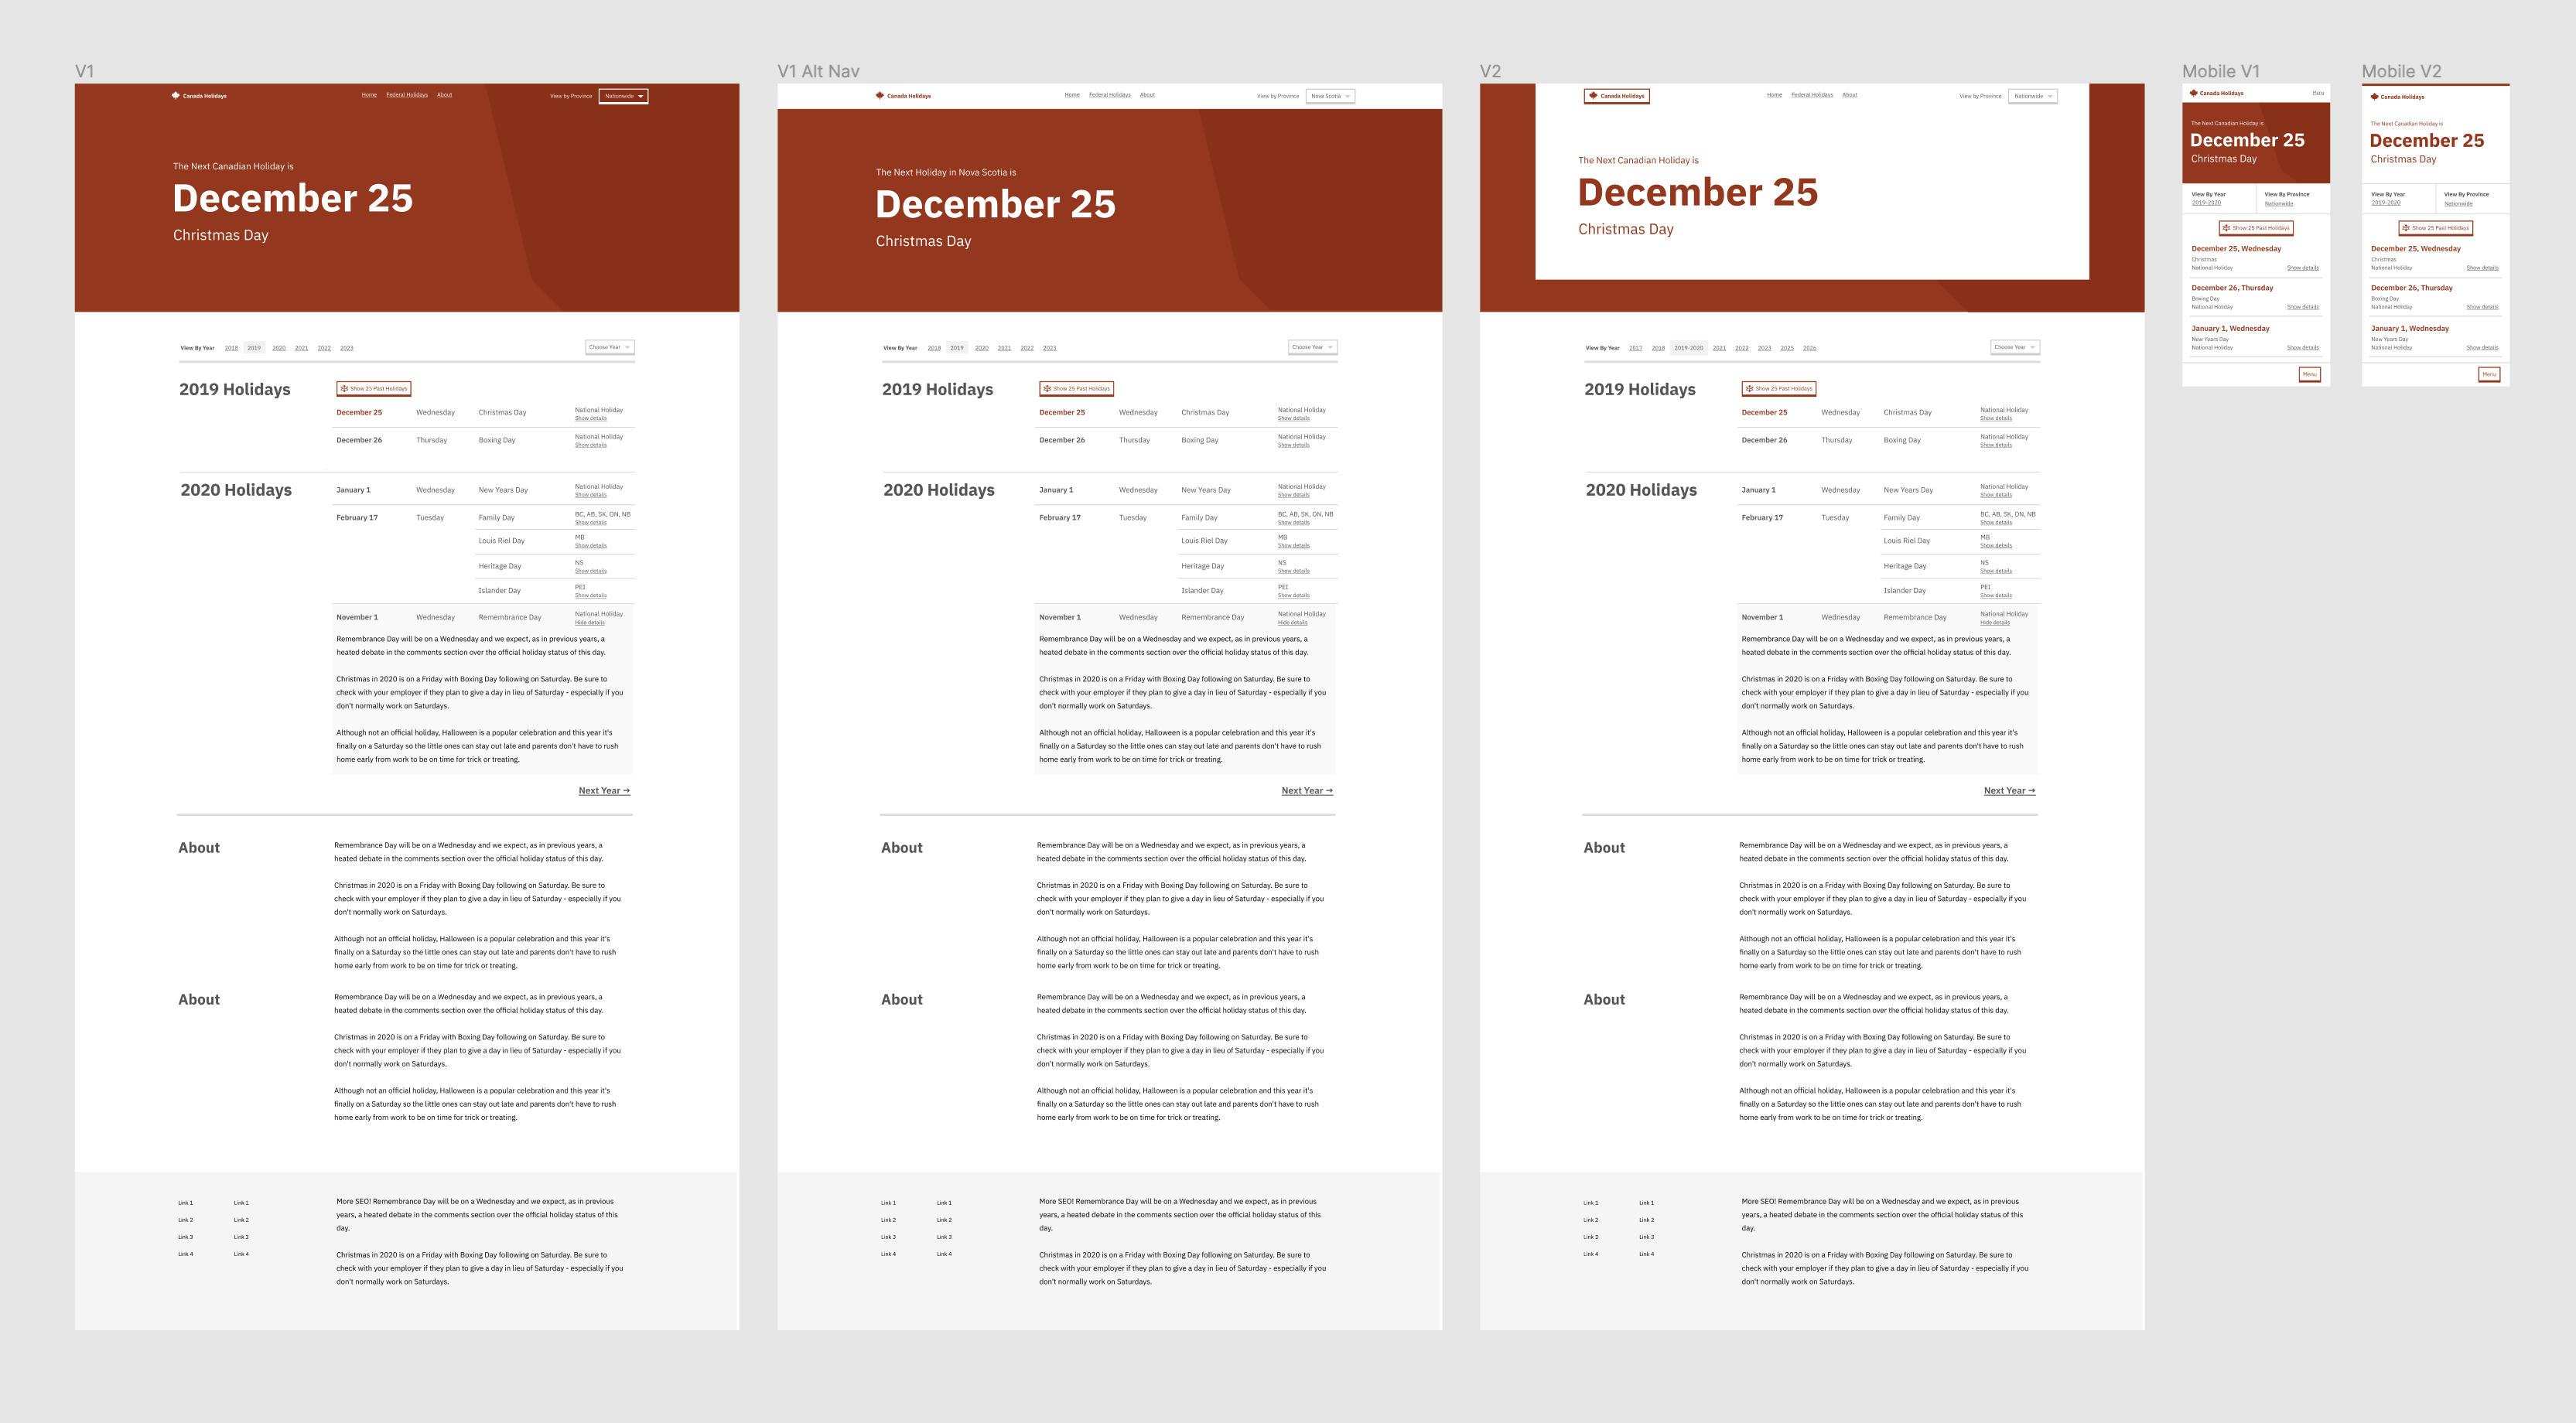 V1
Canada Holidays
Home Federal Holidays About
View by Province Nationwide
The Next Canadian Holiday is
December 25
Christmas Day
View By Year 2018 2019 2020 2021 2022 2023 Choose Year
2019 Holidays
Show 25 Past Holidays
December 25 Wednesday Christmas Day National Holiday
Show details
December 26 Thursday Boxing Day National Holiday
Show details
2020 Holidays
January 1 Wednesday New Years Day National Holiday
Show details
February 17 Tuesday Family Day BC, AB, SK, ON, NB
Show details
Louis Riel Day MB
Show details
Heritage Day NS
Show details
Islander Day PEI
Show details
November 1 Wednesday Remembrance Day National Holiday
Hide details
Remembrance Day will be on a Wednesday and we expect, as in previous years, a
heated debate in the comments section over the official holiday status of this day.
Christmas in 2020 is on a Friday with Boxing Day following on Saturday. Be sure to
check with your employer if they plan to give a day in lieu of Saturday - especially if you
don't normally work on Saturdays.
Although not an official holiday, Halloween is a popular celebration and this year it's
finally on a Saturday so the little ones can stay out late and parents don't have to rush
home early from work to be on time for trick or treating.
Next Year →
About
Remembrance Day will be on a Wednesday and we expect, as in previous years, a
heated debate in the comments section over the official holiday status of this day.
Christmas in 2020 is on a Friday with Boxing Day following on Saturday. Be sure to
check with your employer if they plan to give a day in lieu of Saturday - especially if you
don't normally work on Saturdays.
Although not an official holiday, Halloween is a popular celebration and this year it's
finally on a Saturday so the little ones can stay out late and parents don't have to rush
home early from work to be on time for trick or treating.
About
Remembrance Day will be on a Wednesday and we expect, as in previous years, a
heated debate in the comments section over the official holiday status of this day.
Christmas in 2020 is on a Friday with Boxing Day following on Saturday. Be sure to
check with your employer if they plan to give a day in lieu of Saturday - especially if you
don't normally work on Saturdays.
Although not an official holiday, Halloween is a popular celebration and this year it's
finally on a Saturday so the little ones can stay out late and parents don't have to rush
home early from work to be on time for trick or treating.
Link 1 Link 1
Link 2 Link 2
Link 3 Link 3
Link 4 Link 4
More SEO! Remembrance Day will be on a Wednesday and we expect, as in previous
years, a heated debate in the comments section over the official holiday status of this
day.
Christmas in 2020 is on a Friday with Boxing Day following on Saturday. Be sure to
check with your employer if they plan to give a day in lieu of Saturday - especially if you
don't normally work on Saturdays.
V1 Alt Nav
Canada Holidays
Home Federal Holidays About
View by Province Nova Scotia
The Next Holiday in Nova Scotia is
December 25
Christmas Day
View By Year 2018 2019 2020 2021 2022 2023 Choose Year
2019 Holidays
Show 25 Past Holidays
December 25 Wednesday Christmas Day National Holiday
Show details
December 26 Thursday Boxing Day National Holiday
Show details
2020 Holidays
January 1 Wednesday New Years Day National Holiday
Show details
February 17 Tuesday Family Day BC, AB, SK, ON, NB
Show details
Louis Riel Day MB
Show details
Heritage Day NS
Show details
Islander Day PEI
Show details
November 1 Wednesday Remembrance Day National Holiday
Hide details
Remembrance Day will be on a Wednesday and we expect, as in previous years, a
heated debate in the comments section over the official holiday status of this day.
Christmas in 2020 is on a Friday with Boxing Day following on Saturday. Be sure to
check with your employer if they plan to give a day in lieu of Saturday - especially if you
don't normally work on Saturdays.
Although not an official holiday, Halloween is a popular celebration and this year it's
finally on a Saturday so the little ones can stay out late and parents don't have to rush
home early from work to be on time for trick or treating.
Next Year →
About
Remembrance Day will be on a Wednesday and we expect, as in previous years, a
heated debate in the comments section over the official holiday status of this day.
Christmas in 2020 is on a Friday with Boxing Day following on Saturday. Be sure to
check with your employer if they plan to give a day in lieu of Saturday - especially if you
don't normally work on Saturdays.
Although not an official holiday, Halloween is a popular celebration and this year it's
finally on a Saturday so the little ones can stay out late and parents don't have to rush
home early from work to be on time for trick or treating.
About
Remembrance Day will be on a Wednesday and we expect, as in previous years, a
heated debate in the comments section over the official holiday status of this day.
Christmas in 2020 is on a Friday with Boxing Day following on Saturday. Be sure to
check with your employer if they plan to give a day in lieu of Saturday - especially if you
don't normally work on Saturdays.
Although not an official holiday, Halloween is a popular celebration and this year it's
finally on a Saturday so the little ones can stay out late and parents don't have to rush
home early from work to be on time for trick or treating.
Link 1 Link 1
Link 2 Link 2
Link 3 Link 3
Link 4 Link 4
More SEO! Remembrance Day will be on a Wednesday and we expect, as in previous
years, a heated debate in the comments section over the official holiday status of this
day.
Christmas in 2020 is on a Friday with Boxing Day following on Saturday. Be sure to
check with your employer if they plan to give a day in lieu of Saturday - especially if you
don't normally work on Saturdays.
V2
Canada Holidays
Home Federal Holidays About
View by Province Nationwide
The Next Canadian Holiday is
December 25
Christmas Day
View By Year 2017 2018 2019-2020 2021 2022 2023 2025 2026 Choose Year
2019 Holidays
Show 25 Past Holidays
December 25 Wednesday Christmas Day National Holiday
Show details
December 26 Thursday Boxing Day National Holiday
Show details
2020 Holidays
January 1 Wednesday New Years Day National Holiday
Show details
February 17 Tuesday Family Day BC, AB, SK, ON, NB
Show details
Louis Riel Day MB
Show details
Heritage Day NS
Show details
Islander Day PEI
Show details
November 1 Wednesday Remembrance Day National Holiday
Hide details
Remembrance Day will be on a Wednesday and we expect, as in previous years, a
heated debate in the comments section over the official holiday status of this day.
Christmas in 2020 is on a Friday with Boxing Day following on Saturday. Be sure to
check with your employer if they plan to give a day in lieu of Saturday - especially if you
don't normally work on Saturdays.
Although not an official holiday, Halloween is a popular celebration and this year it's
finally on a Saturday so the little ones can stay out late and parents don't have to rush
home early from work to be on time for trick or treating.
Next Year →
About
Remembrance Day will be on a Wednesday and we expect, as in previous years, a
heated debate in the comments section over the official holiday status of this day.
Christmas in 2020 is on a Friday with Boxing Day following on Saturday. Be sure to
check with your employer if they plan to give a day in lieu of Saturday - especially if you
don't normally work on Saturdays.
Although not an official holiday, Halloween is a popular celebration and this year it's
finally on a Saturday so the little ones can stay out late and parents don't have to rush
home early from work to be on time for trick or treating.
About
Remembrance Day will be on a Wednesday and we expect, as in previous years, a
heated debate in the comments section over the official holiday status of this day.
Christmas in 2020 is on a Friday with Boxing Day following on Saturday. Be sure to
check with your employer if they plan to give a day in lieu of Saturday - especially if you
don't normally work on Saturdays.
Although not an official holiday, Halloween is a popular celebration and this year it's
finally on a Saturday so the little ones can stay out late and parents don't have to rush
home early from work to be on time for trick or treating.
Link 1 Link 1
Link 2 Link 2
Link 3 Link 3
Link 4 Link 4
More SEO! Remembrance Day will be on a Wednesday and we expect, as in previous
years, a heated debate in the comments section over the official holiday status of this
day.
Christmas in 2020 is on a Friday with Boxing Day following on Saturday. Be sure to
check with your employer if they plan to give a day in lieu of Saturday - especially if you
don't normally work on Saturdays.
Mobile V1
Canada Holidays Menu
The Next Canadian Holiday is
December 25
Christmas Day
View By Year View By Province
2019-2020 Nationwide
Show 25 Past Holidays
December 25, Wednesday
Christmas
National Holiday Show details
December 26, Thursday
Boxing Day
National Holiday Show details
January 1, Wednesday
New Years Day
National Holiday Show details
Menu
Mobile V2
Canada Holidays
The Next Canadian Holiday is
December 25
Christmas Day
View By Year View By Province
2019-2020 Nationwide
Show 25 Past Holidays
December 25, Wednesday
Christmas
National Holiday Show details
December 26, Thursday
Boxing Day
National Holiday Show details
January 1, Wednesday
New Years Day
National Holiday Show details
Menu